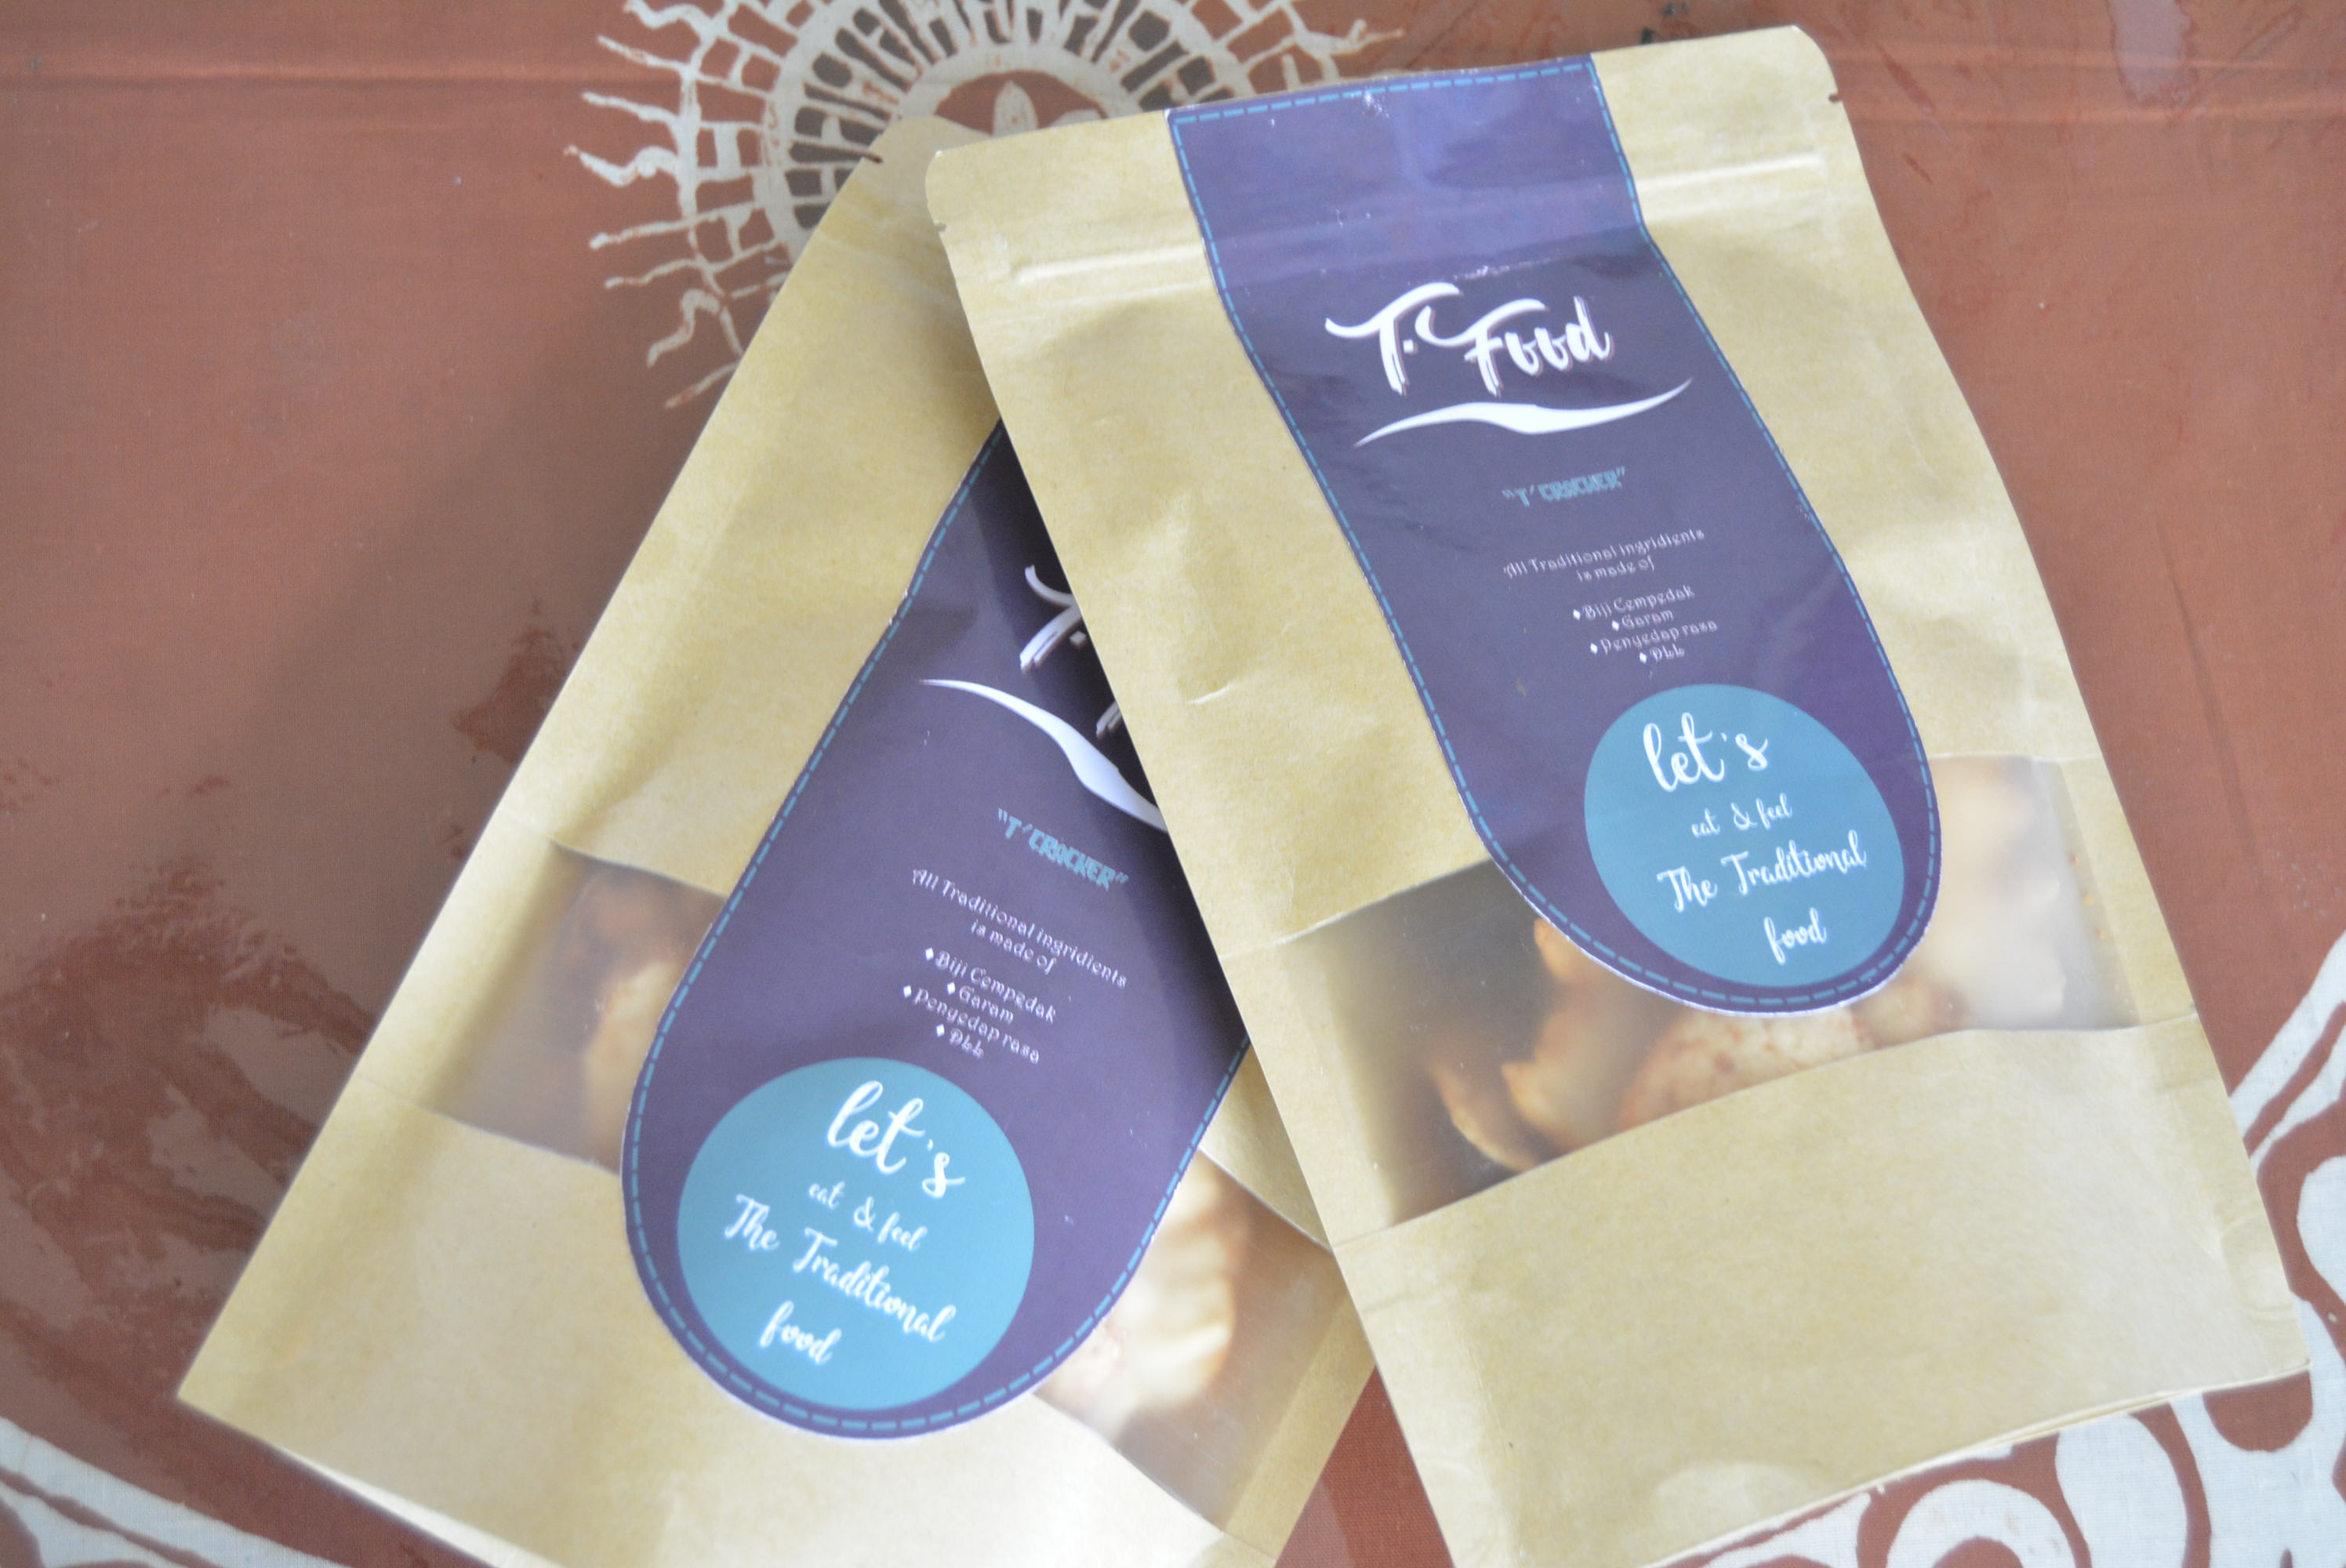 T. Food
"T' CRACKER"
All Traditional ingridients
is made of
♦ Biji Cempedak
♦ Garam
♦ Penyedap rasa
♦ DLL
let's
eat & feel
The Traditional
food
T.
"T' CRACKER"
All Traditional ingridients
is made of
♦ Biji Cempedak
♦ Garam
♦ Penyedap rasa
♦ DLL
let's
eat & feel
The Traditional
food